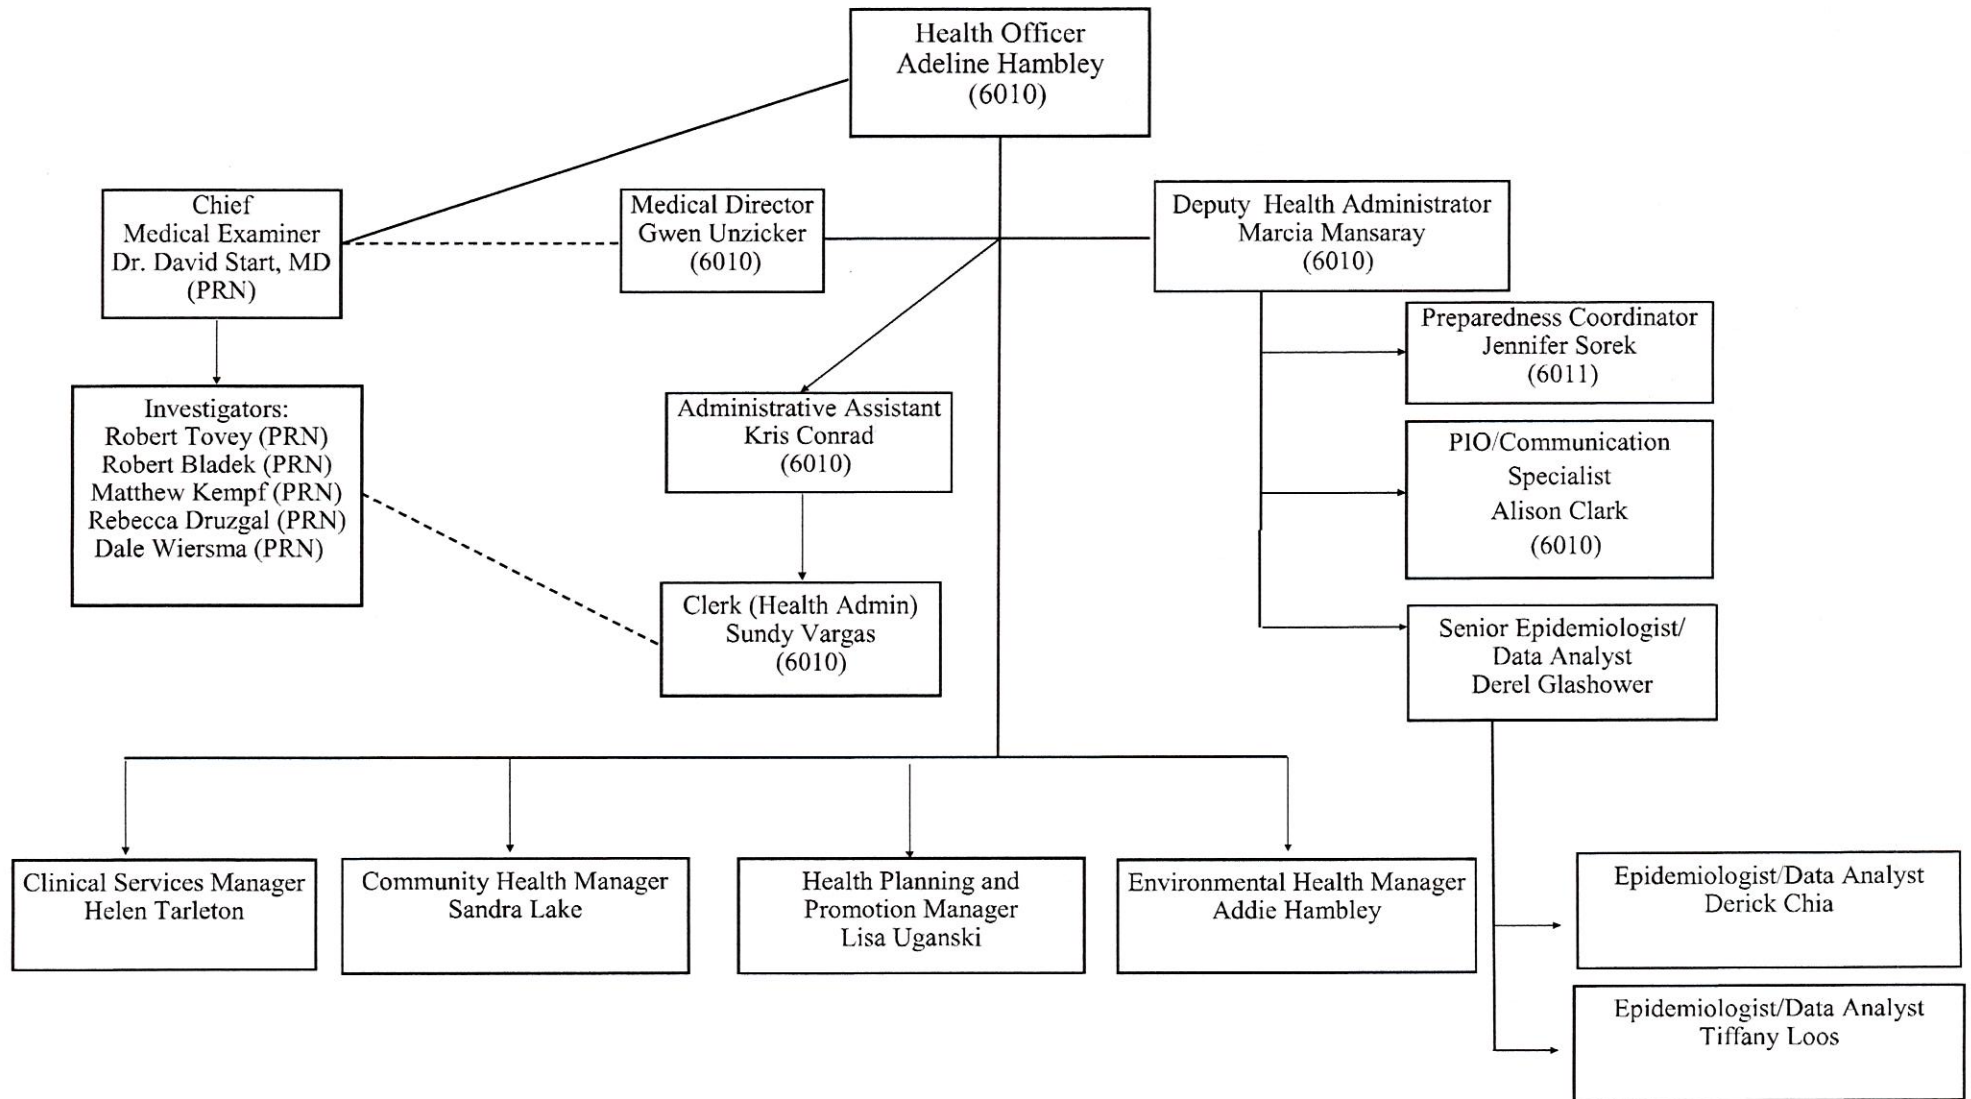 Health Officer
Adeline Hambley
(6010)
Chief
Medical Examiner
Dr. David Start, MD
(PRN)
Medical Director
Gwen Unzicker
(6010)
Deputy Health Administrator
Marcia Mansaray
(6010)
Preparedness Coordinator
Jennifer Sorek
(6011)
Investigators:
Robert Tovey (PRN)
Robert Bladek (PRN)
Matthew Kempf (PRN)
Rebecca Druzgal (PRN)
Dale Wiersma (PRN)
Administrative Assistant
Kris Conrad
(6010)
PIO/Communication
Specialist
Alison Clark
(6010)
Clerk (Health Admin)
Sundy Vargas
(6010)
Senior Epidemiologist/
Data Analyst
Derel Glashower
Clinical Services Manager
Helen Tarleton
Community Health Manager
Sandra Lake
Health Planning and
Promotion Manager
Lisa Uganski
Environmental Health Manager
Addie Hambley
Epidemiologist/Data Analyst
Derick Chia
Epidemiologist/Data Analyst
Tiffany Loos